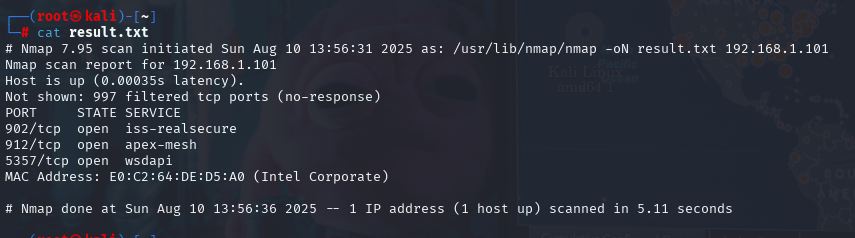 ┌──(root㉿kali)-[~]
└─# cat result.txt
# Nmap 7.95 scan initiated Sun Aug 10 13:56:31 2025 as: /usr/lib/nmap/nmap -oN result.txt 192.168.1.101
Nmap scan report for 192.168.1.101
Host is up (0.00035s latency).
Not shown: 997 filtered tcp ports (no-response)
PORT     STATE SERVICE
902/tcp  open  iss-realsecure
912/tcp  open  apex-mesh
5357/tcp open  wsdapi
MAC Address: E0:C2:64:DE:D5:A0 (Intel Corporate)

# Nmap done at Sun Aug 10 13:56:36 2025 -- 1 IP address (1 host up) scanned in 5.11 seconds
Kali Linux
amd64 1